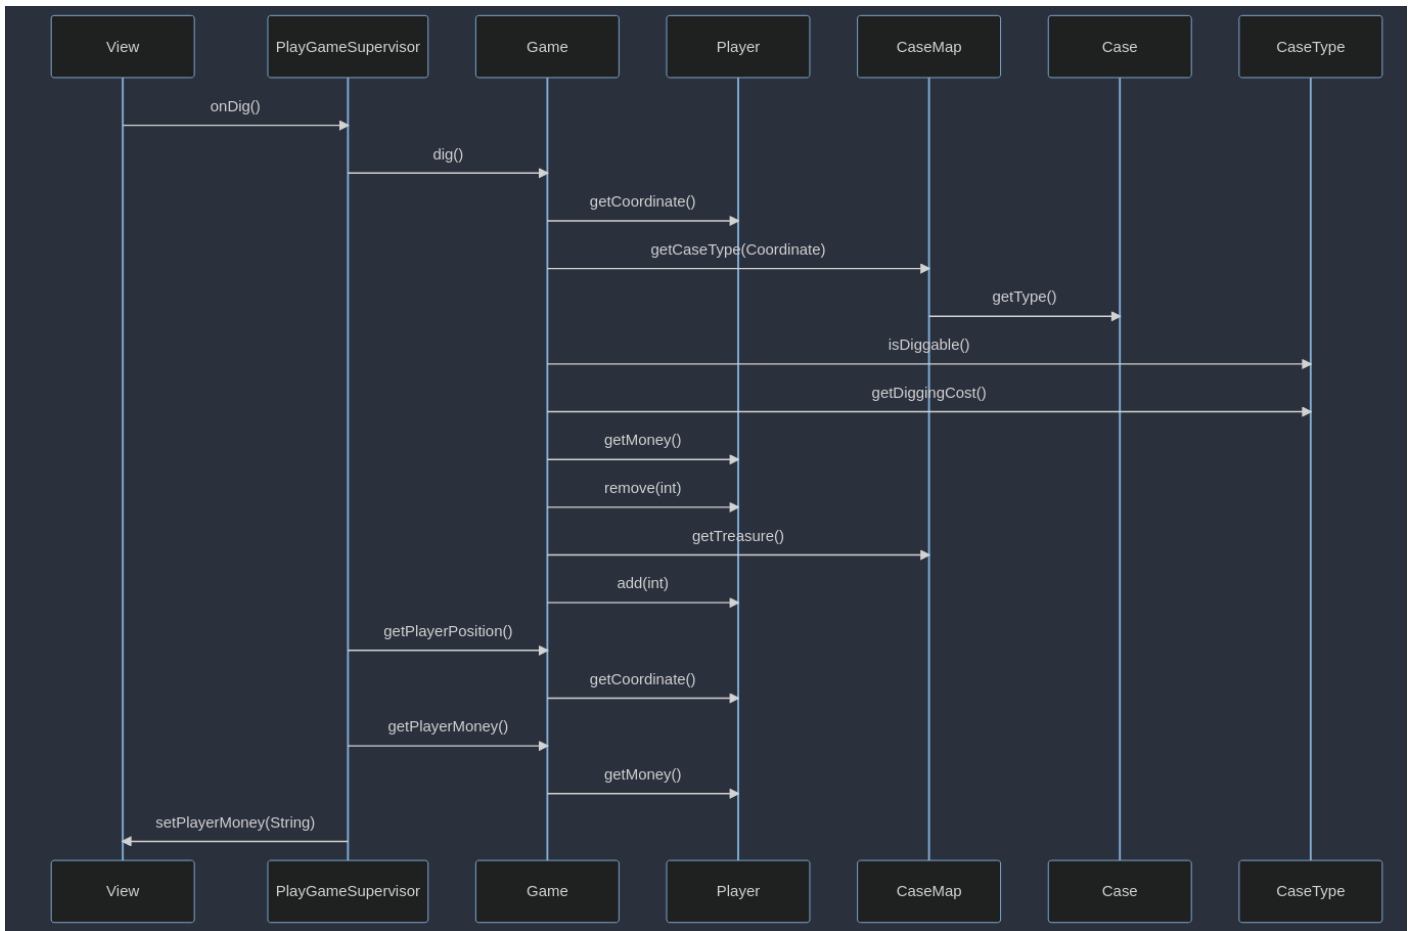 View
PlayGameSupervisor
Game
Player
CaseMap
Case
CaseType
onDig()
dig()
getCoordinate()
getCaseType(Coordinate)
getType()
isDiggable()
getDiggingCost()
getMoney()
remove(int)
getTreasure()
add(int)
getPlayerPosition()
getCoordinate()
getPlayerMoney()
getMoney()
setPlayerMoney(String)
View
PlayGameSupervisor
Game
Player
CaseMap
Case
CaseType